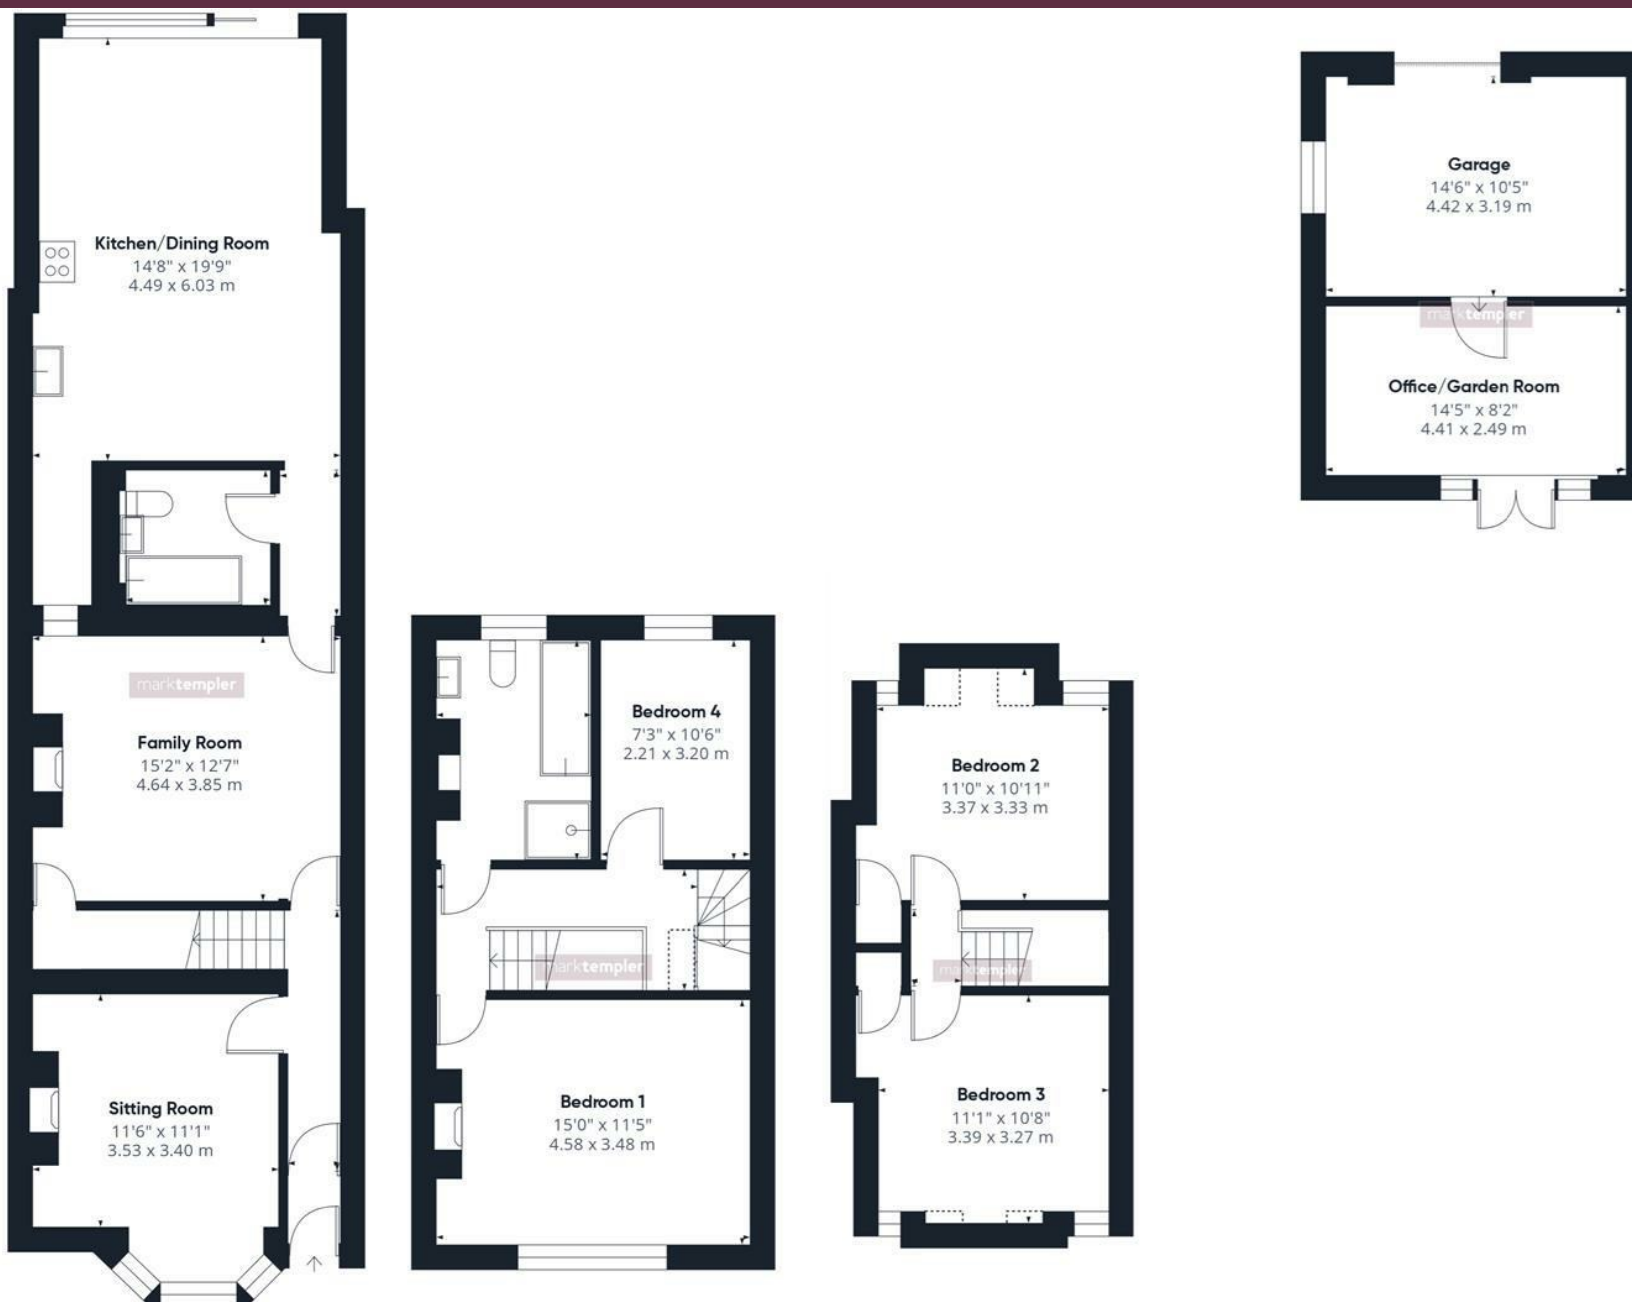 Kitchen/Dining Room
14'8" x 19'9"
4.49 x 6.03 m
marktempler
Family Room
15'2" x 12'7"
4.64 x 3.85 m
Sitting Room
11'6" x 11'1"
3.53 x 3.40 m
Bedroom 4
7'3" x 10'6"
2.21 x 3.20 m
marktempler
Bedroom 1
15'0" x 11'5"
4.58 x 3.48 m
Bedroom 2
11'0" x 10'11"
3.37 x 3.33 m
marktempler
Bedroom 3
11'1" x 10'8"
3.39 x 3.27 m
Garage
14'6" x 10'5"
4.42 x 3.19 m
marktempler
Office/Garden Room
14'5" x 8'2"
4.41 x 2.49 m